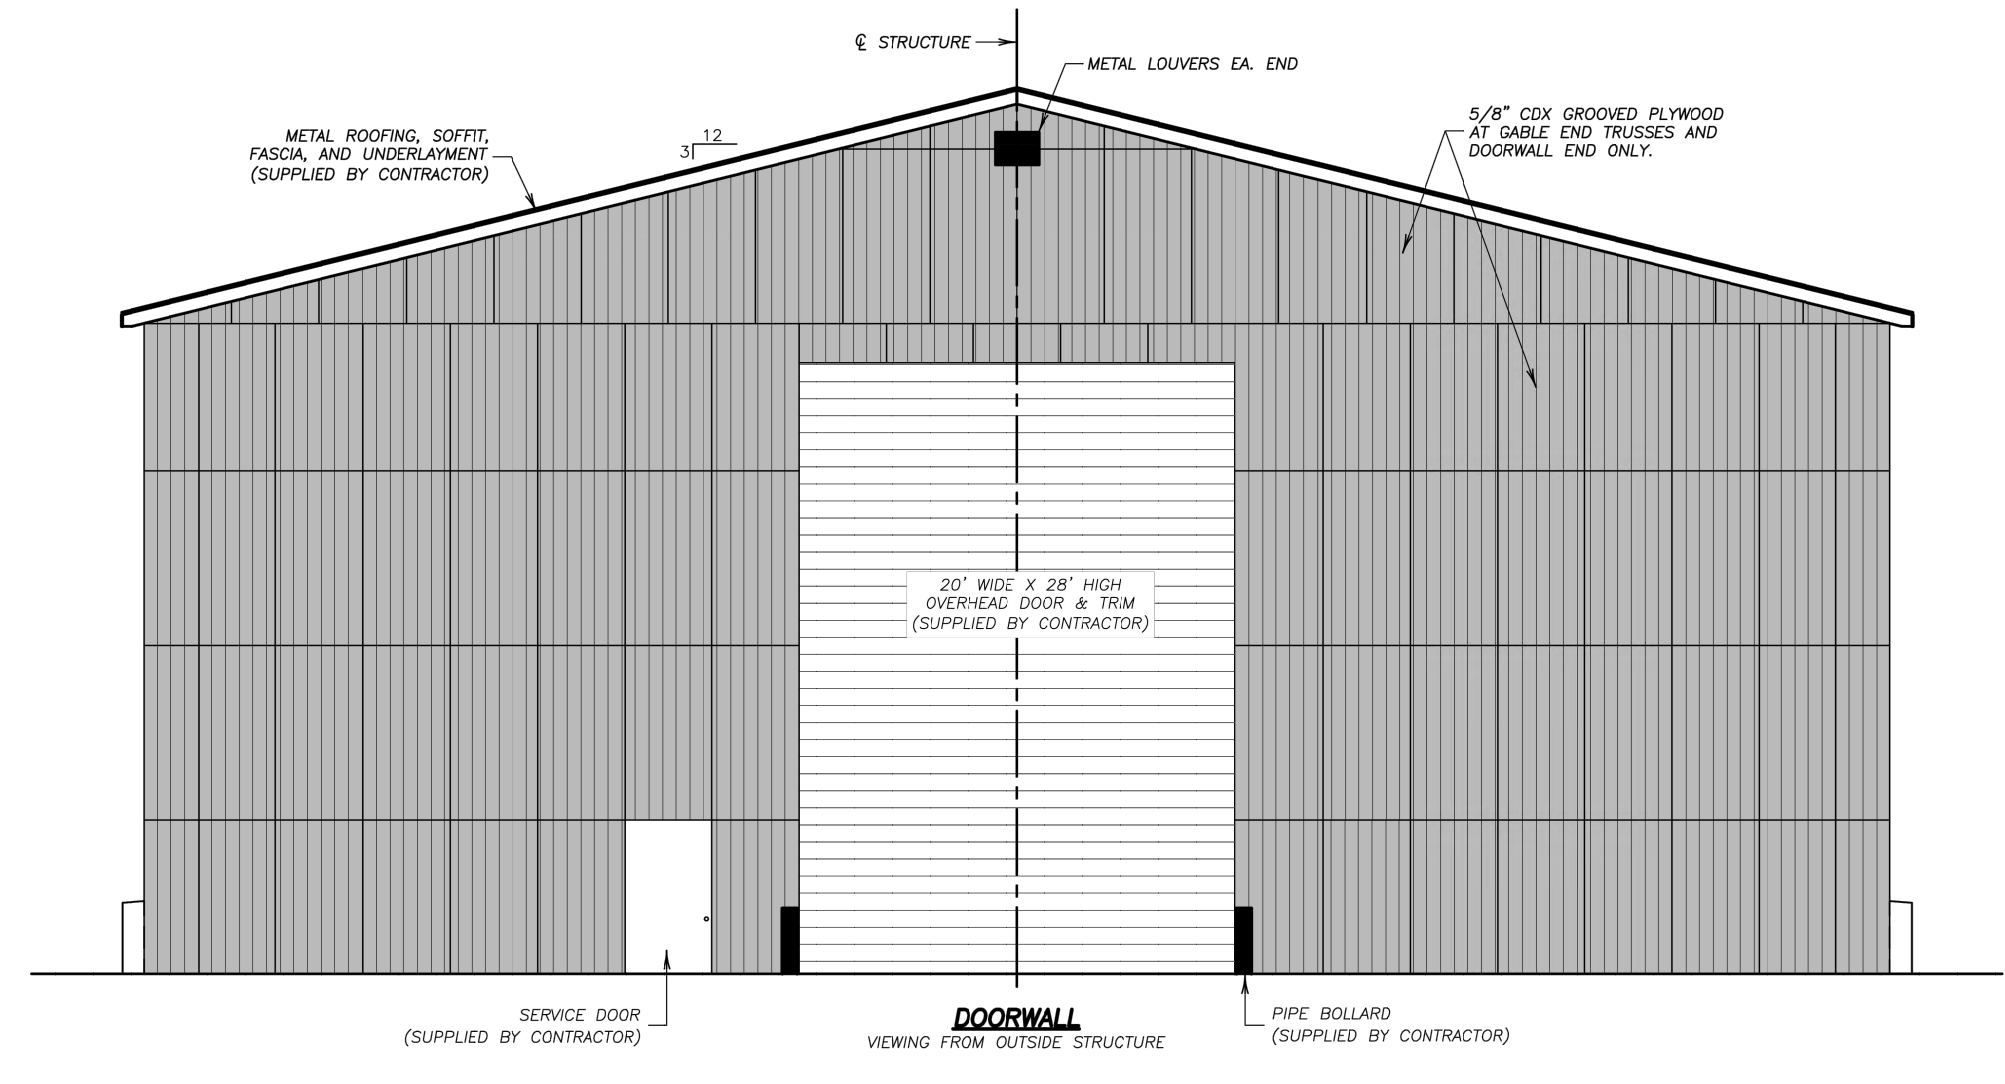 ℄ STRUCTURE
METAL LOUVERS EA. END
METAL ROOFING, SOFFIT,
FASCIA, AND UNDERLAYMENT
(SUPPLIED BY CONTRACTOR)
12
3
5/8" CDX GROOVED PLYWOOD
AT GABLE END TRUSSES AND
DOORWALL END ONLY.
20' WIDE X 28' HIGH
OVERHEAD DOOR & TRIM
(SUPPLIED BY CONTRACTOR)
SERVICE DOOR
(SUPPLIED BY CONTRACTOR)
DOORWALL
VIEWING FROM OUTSIDE STRUCTURE
PIPE BOLLARD
(SUPPLIED BY CONTRACTOR)